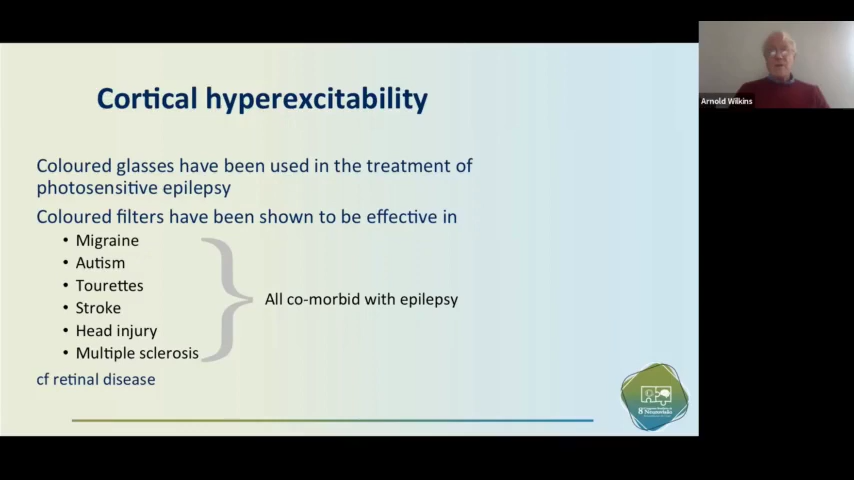 Cortical hyperexcitability
Arnold Wilkins
Coloured glasses have been used in the treatment of
photosensitive epilepsy
Coloured filters have been shown to be effective in
• Migraine
• Autism
• Tourettes
• Stroke
• Head injury
• Multiple sclerosis
All co-morbid with epilepsy
cf retinal disease